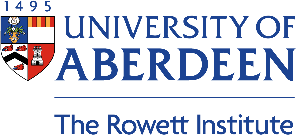 1495
UNIVERSITY OF
ABERDEEN
The Rowett Institute